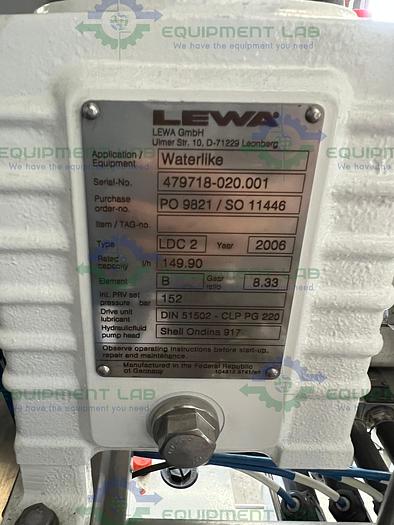 EQUIPMENT LAB
We have the equipment you need
LEWA
LEWA GmbH
Ulmer Str. 10, D-71229 Leonberg
Application / Equipment Waterlike
Serial-No. 479718-020.001
Purchase order-no. PO 9821 / SO 11446
Item / TAG-no.
Type LDC 2 Year 2006
Rated capacity l/h 149.90
Element B Gear ratio 8.33
Int. PRV set pressure bar 152
Drive unit lubricant DIN 51502 - CLP PG 220
Hydraulicfluid pump head Shell Ondina 917
Observe operating instructions before start-up,
repair and maintenance.
Manufactured in the Federal Republic
of Germany